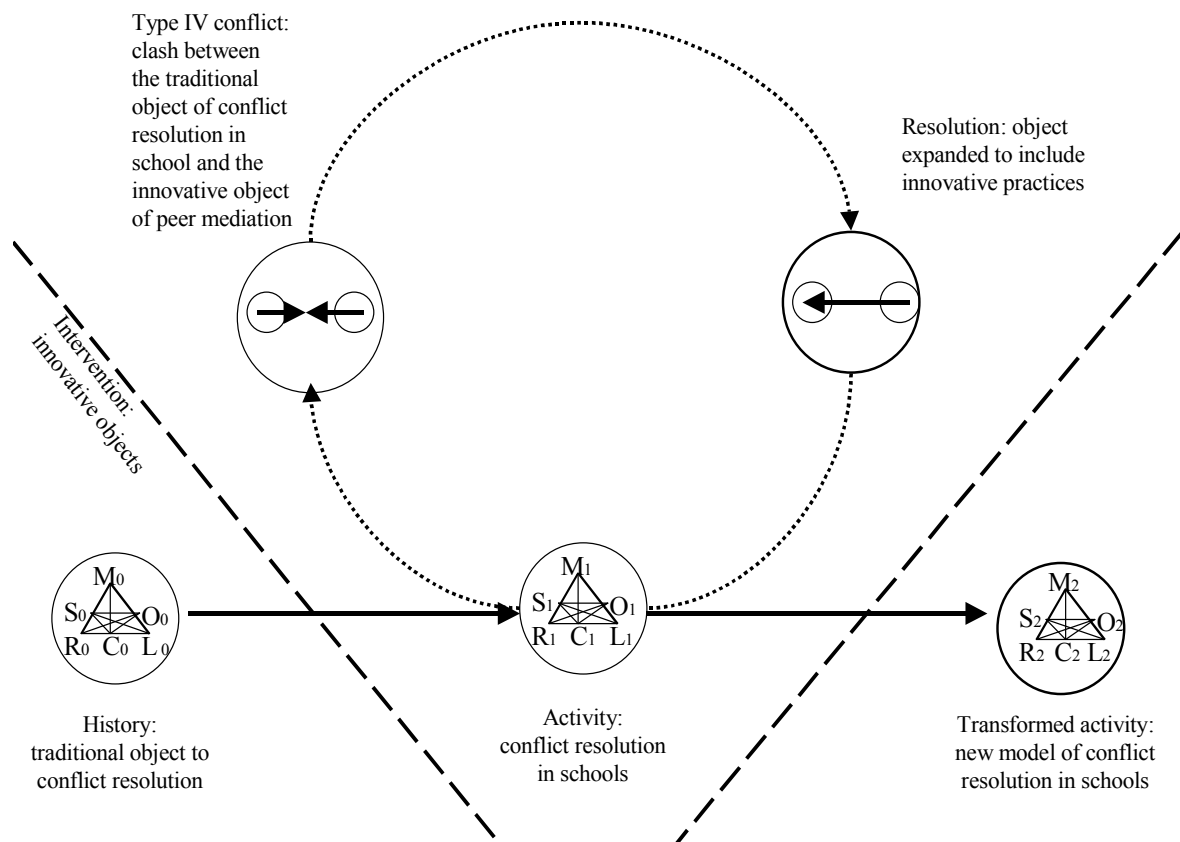 Type IV conflict:
clash between
the traditional
object of conflict
resolution in
school and the
innovative object
of peer mediation
Resolution: object
expanded to include
innovative practices
Intervention:
innovative objects
M0
S0 O0
R0 C0 L0
M1
S1 O1
R1 C1 L1
M2
S2 O2
R2 C2 L2
History:
traditional object to
conflict resolution
Activity:
conflict resolution
in schools
Transformed activity:
new model of conflict
resolution in schools